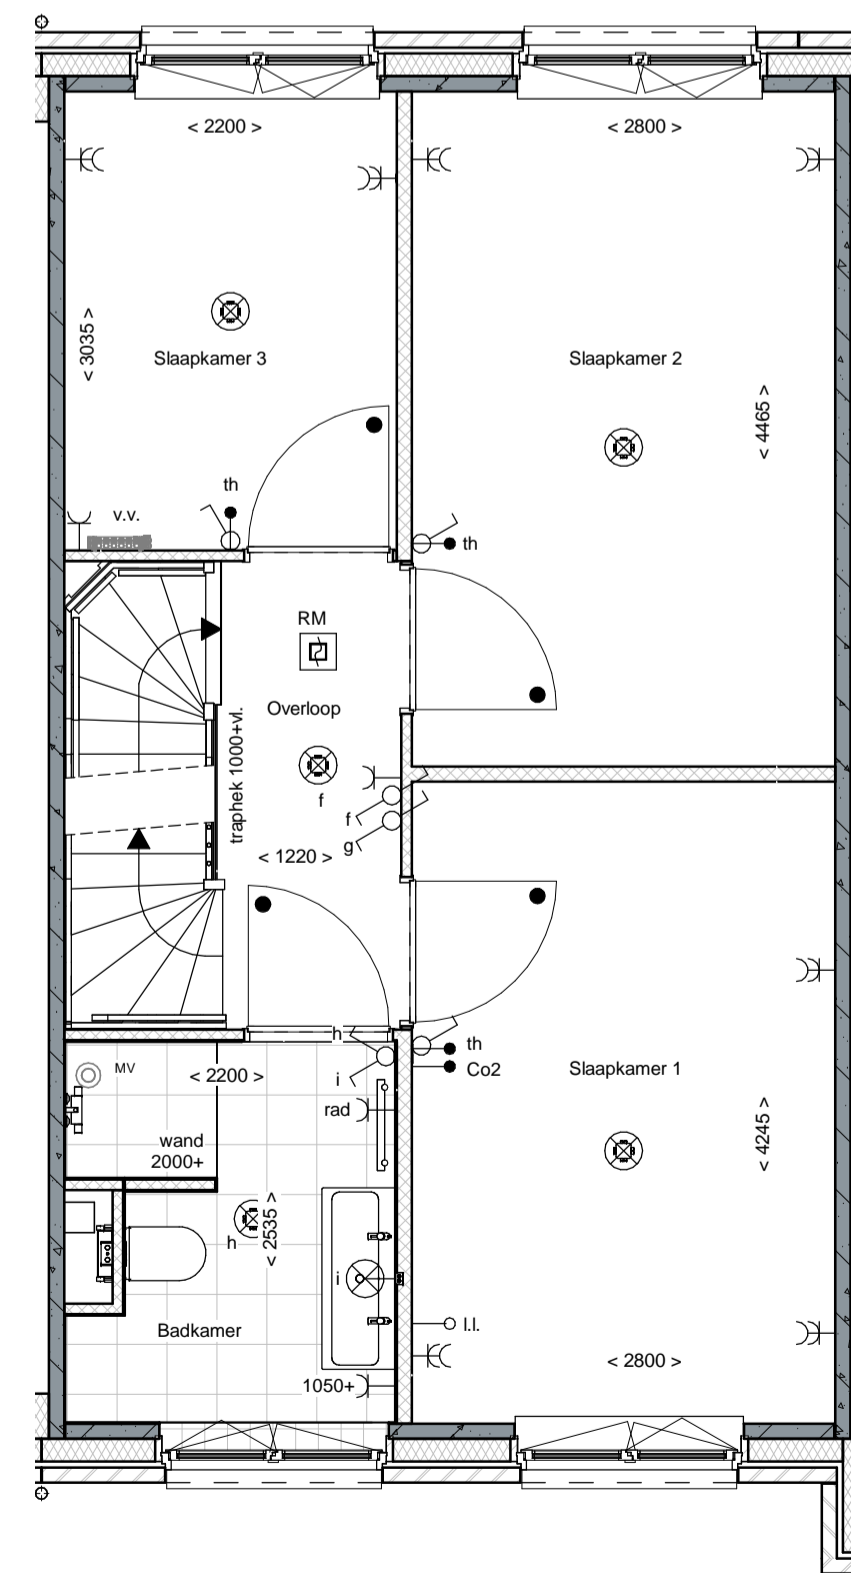 < 2200 >
< 2800 >
< 3035 >
Slaapkamer 3
Slaapkamer 2
< 4465 >
th
v.v.
th
RM
Overloop
traphek 1000+vl.
f
f
g
< 1220 >
h
th
MV
< 2200 >
i
Co2
Slaapkamer 1
rad
< 4245 >
wand
2000+
< 2535 >
h
i
l.l.
Badkamer
< 2800 >
1050+